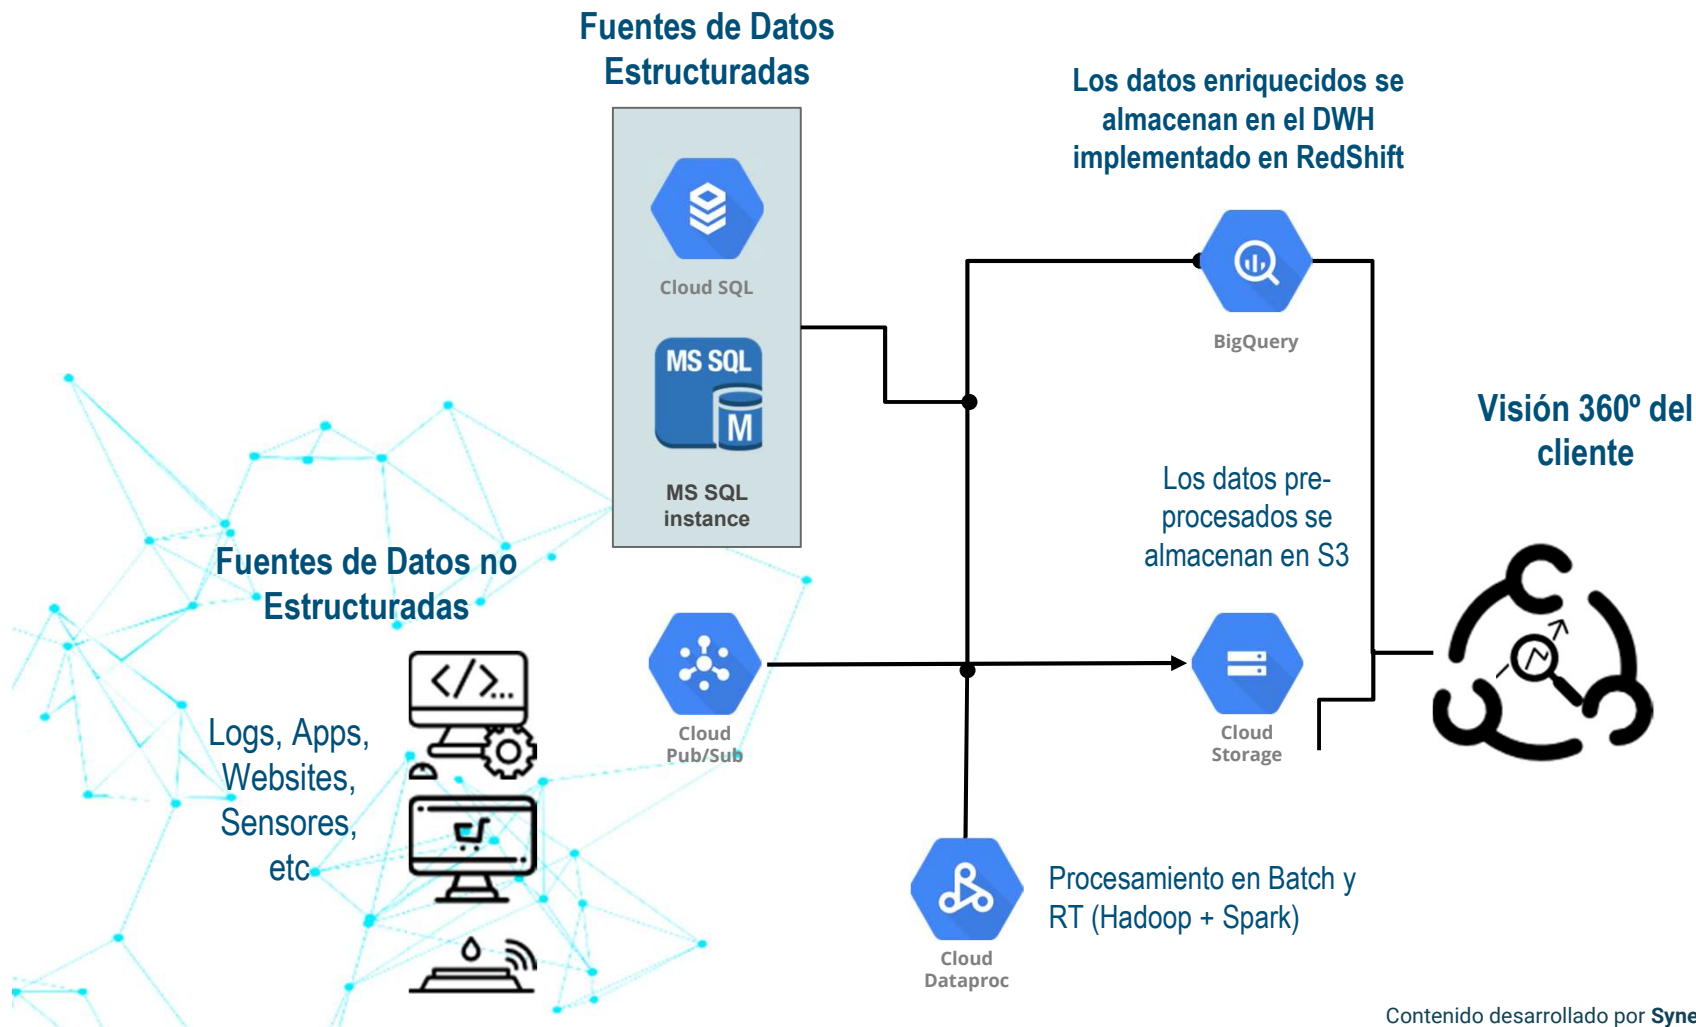 Fuentes de Datos
Estructuradas
Los datos enriquecidos se
almacenan en el DWH
implementado en RedShift
Cloud SQL
BigQuery
MS SQL
M
MS SQL
instance
Visión 360º del
cliente
Los datos pre-
procesados se
almacenan en S3
Fuentes de Datos no
Estructuradas
</>...
Logs, Apps,
Websites,
Sensores,
etc
Cloud
Pub/Sub
Cloud
Storage
Procesamiento en Batch y
RT (Hadoop + Spark)
Cloud
Dataproc
Contenido desarrollado por Syne